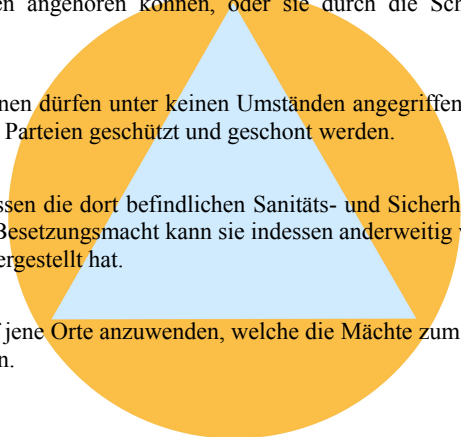 en angehören können, oder sie durch die Sch
nen dürfen unter keinen Umständen angegriffen
Parteien geschützt und geschont werden.
ssen die dort befindlichen Sanitäts- und Sicherh
Besetzungsmacht kann sie indessen anderweitig
ergestellt hat.
jene Orte anzuwenden, welche die Mächte zum
n.